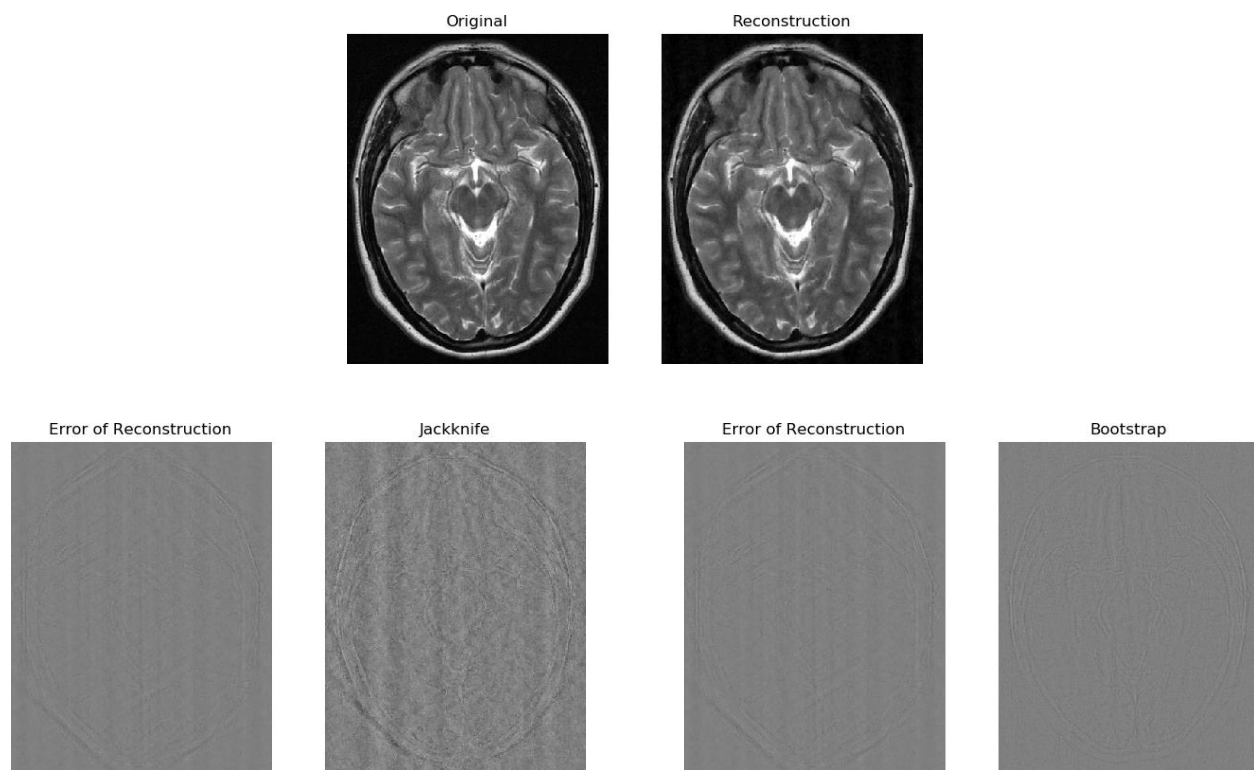 Original
Reconstruction
Error of Reconstruction
Jackknife
Error of Reconstruction
Bootstrap